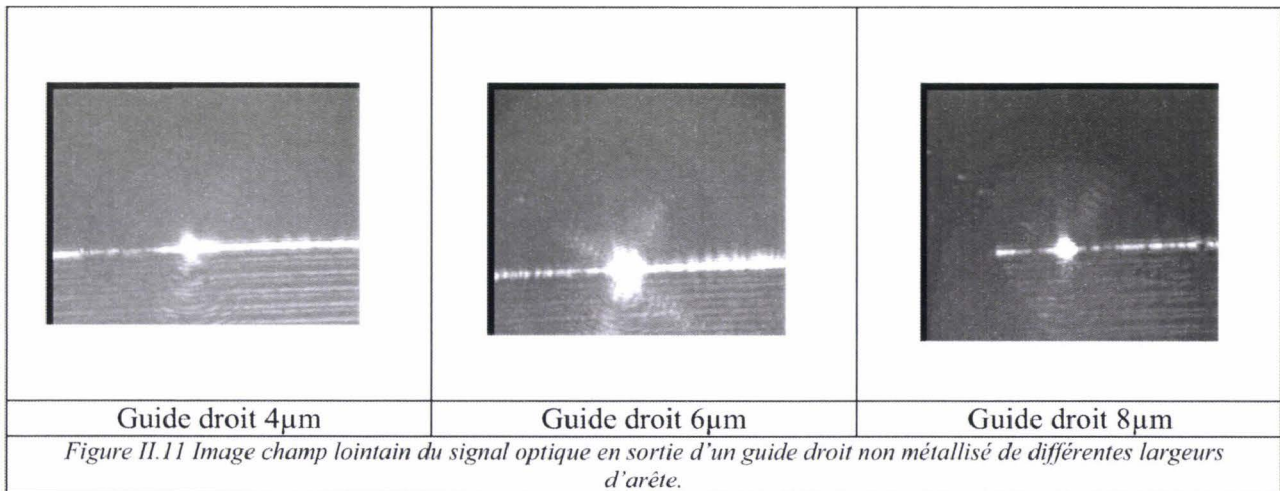 Guide droit 4µm
Guide droit 6µm
Guide droit 8µm
Figure II.11 Image champ lointain du signal optique en sortie d'un guide droit non métallisé de différentes largeurs
d'arête.